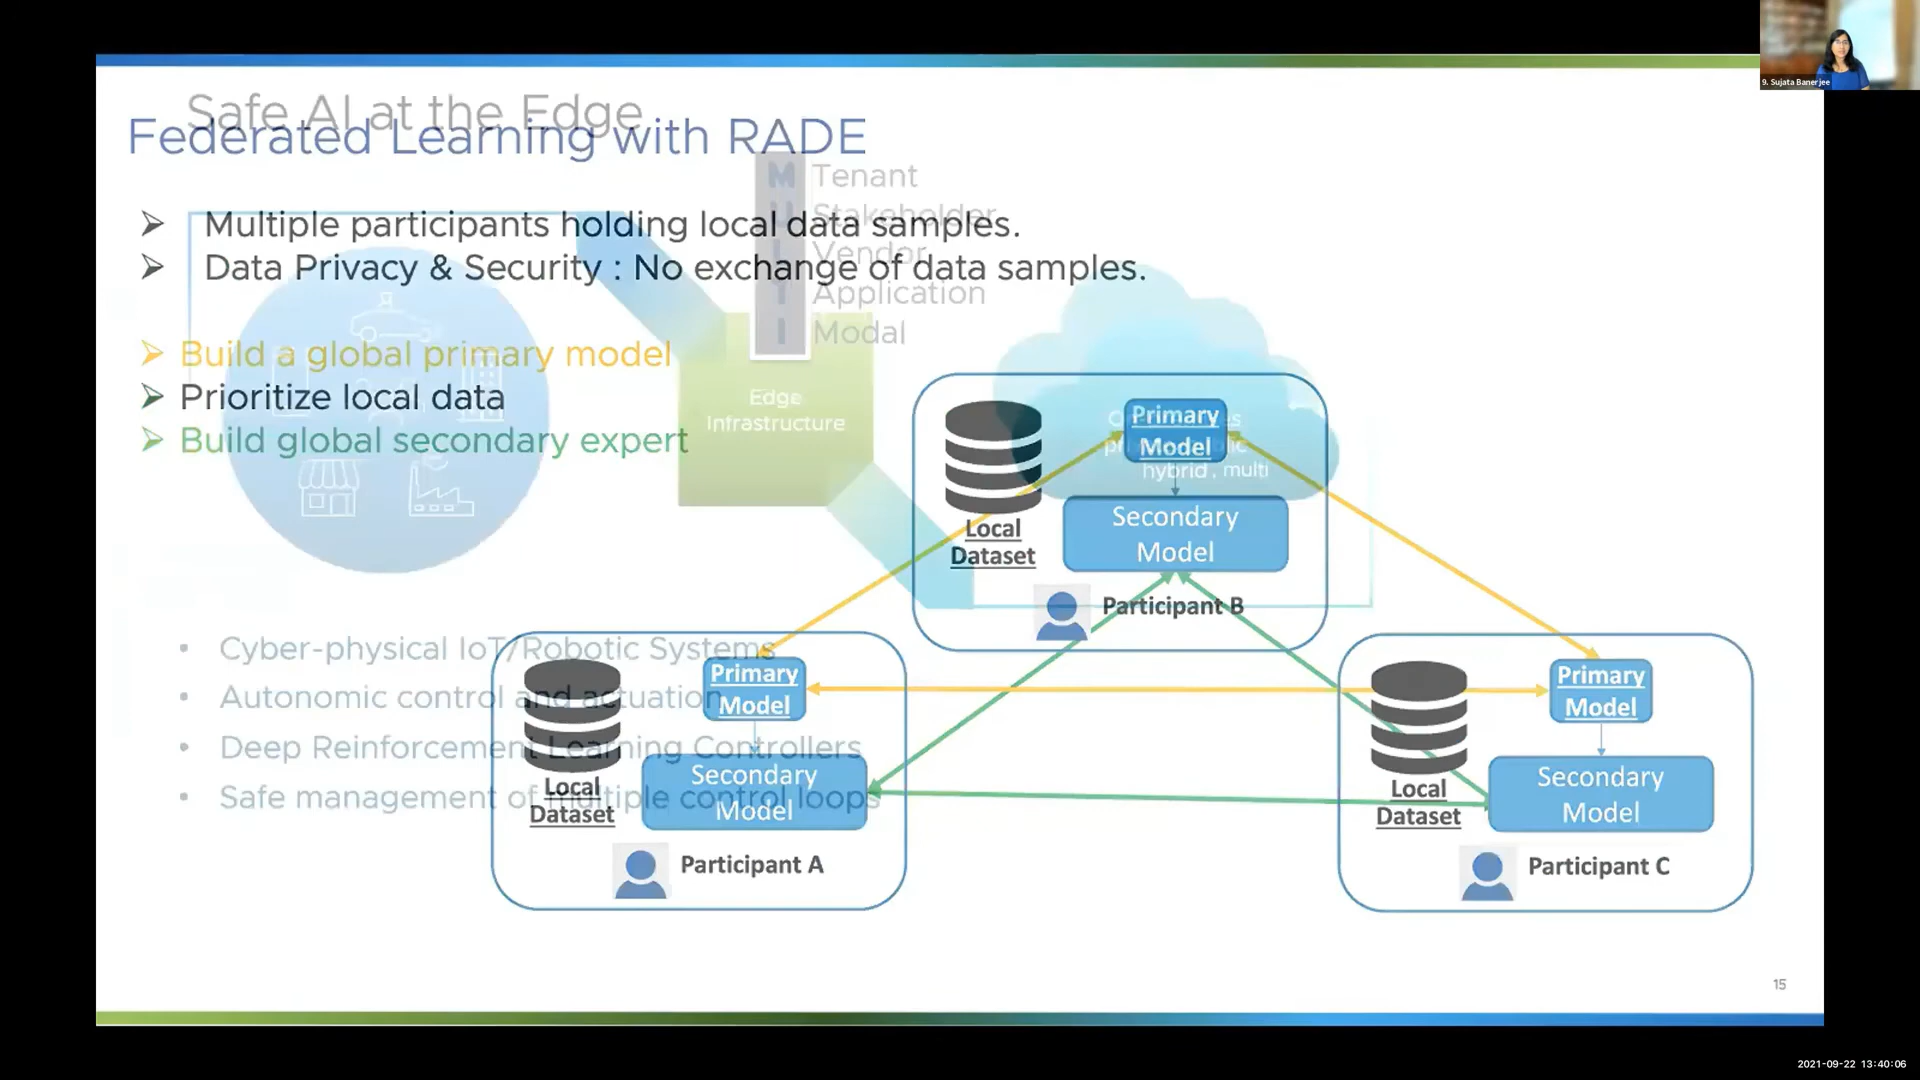 9. Sujata Banerjee
Safe AI at the Edge
Federated Learning with RADE
MULTI
Tenant
Stakeholder
Vendor
Application
Modal
➢ Multiple participants holding local data samples.
➢ Data Privacy & Security : No exchange of data samples.
➢ Build a global primary model
➢ Prioritize local data
➢ Build global secondary expert
Edge
Infrastructure
hybrid , multi
Primary
Model
Secondary
Model
Local
Dataset
Participant B
• Cyber-physical IoT/Robotic Systems
• Autonomic control and actuation
• Deep Reinforcement Learning Controllers
• Safe management of multiple control loops
Primary
Model
Secondary
Model
Local
Dataset
Participant A
Primary
Model
Secondary
Model
Local
Dataset
Participant C
15
2021-09-22 13:40:06